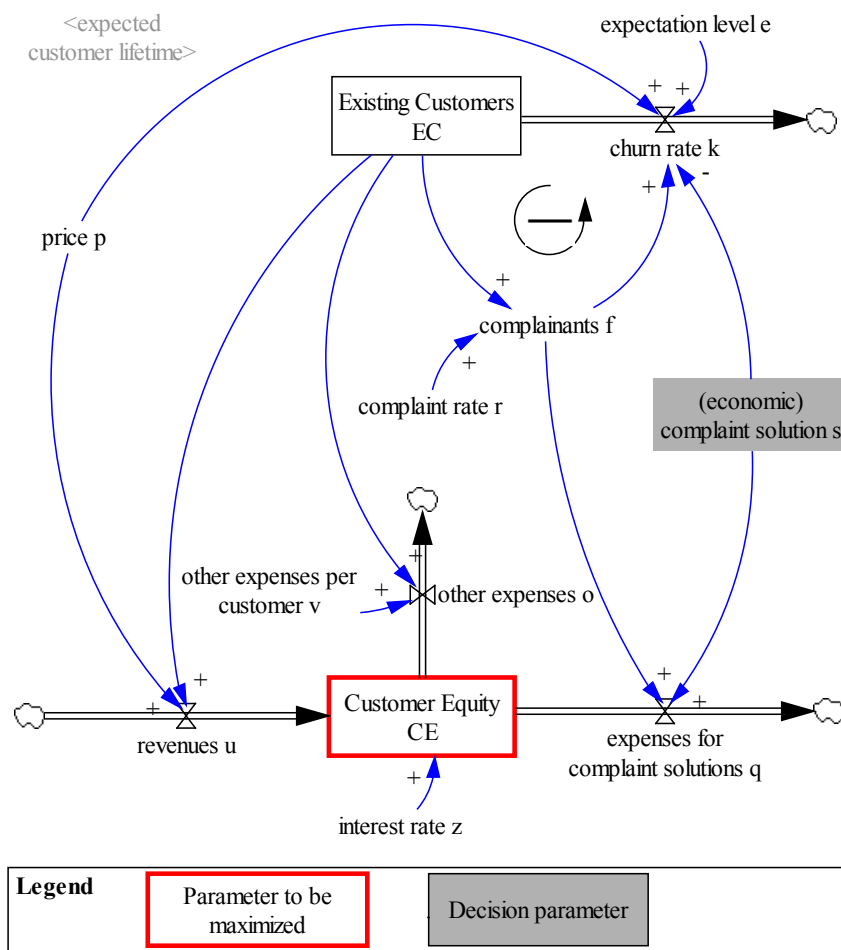 <expected
customer lifetime>
expectation level e
+
+
Existing Customers
EC
churn rate k
-
+
price p
+
complainants f
+
complaint rate r
(economic)
complaint solution s
+
other expenses per
customer v
+
other expenses o
+
+
+
+
Customer Equity
CE
revenues u
expenses for
complaint solutions q
+
interest rate z
Legend
Parameter to be
maximized
Decision parameter